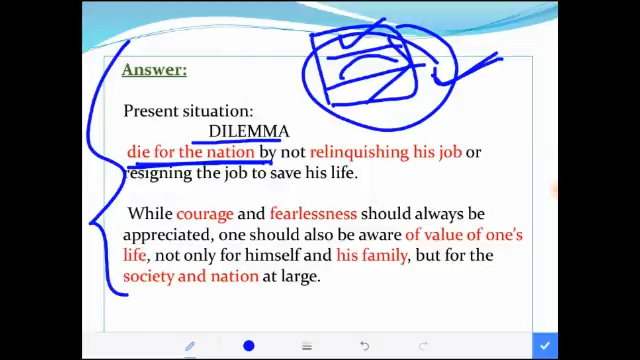 Answer:
Present situation:
DILEMMA
die for the nation by not relinquishing his job or
resigning the job to save his life.
While courage and fearlessness should always be
appreciated, one should also be aware of value of one's
life, not only for himself and his family, but for the
society and nation at large.